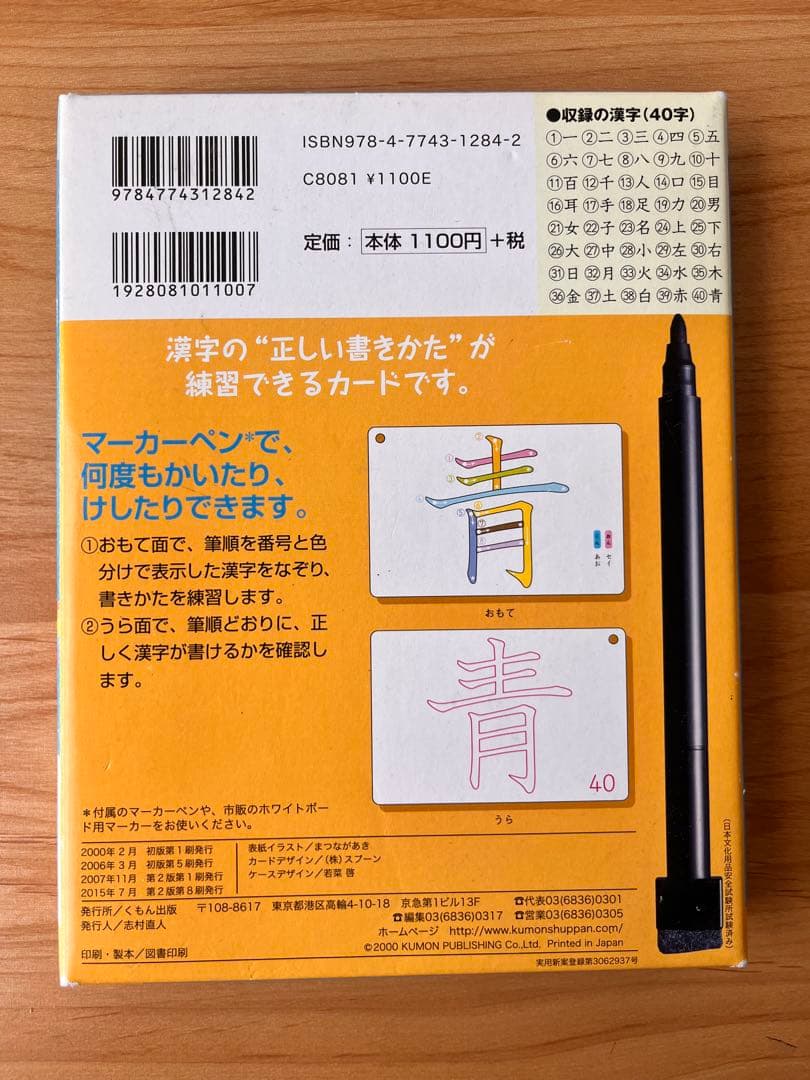 ISBN978-4-7743-1284-2
9784774312842
C8081 ¥1100E
1928081011007
定価：本体 1100円+税
●収録の漢字(40字)
①一 ②二 ③三 ④四 ⑤五
⑥六 ⑦七 ⑧八 ⑨九 ⑩十
⑪百 ⑫千 ⑬人 ⑭口 ⑮目
⑯耳 ⑰手 ⑱足 ⑲力 ⑳男
㉑女 ㉒子 ㉓名 ㉔上 ㉕下
㉖大 ㉗中 ㉘小 ㉙左 ㉚右
㉛日 ㉜月 ㉝火 ㉞水 ㉟木
㊱金 ㊲土 ㊳白 ㊴赤 ㊵青
漢字の“正しい書きかた”が
練習できるカードです。
マーカーペン*で、
何度もかいたり、
けしたりできます。
①おもて面で、筆順を番号と色
分けで表示した漢字をなぞり、
書きかたを練習します。
②うら面で、筆順どおりに、正
しく漢字が書けるかを確認し
ます。
青
① ② ③ ④ ⑤ ⑥ ⑦ ⑧
おん セイ
くん あお
おもて
青
40
うら
*付属のマーカーペンや、市販のホワイトボー
ド用マーカーをお使いください。
2000年 2月 初版第1刷発行
2006年 3月 初版第5刷発行
2007年11月 第2版第1刷発行
2015年 7月 第2版第8刷発行
表紙イラスト／まつながあき
カードデザイン／(株)スプーン
ケースデザイン／若菜 啓
発行所／くもん出版 〒108-8617 東京都港区高輪4-10-18 京急第1ビル13F ☎代表03(6836)0301
発行人／志村直人 ☎編集03(6836)0317 ☎営業03(6836)0305
ホームページ http://www.kumonshuppan.com/
印刷・製本／図書印刷 ©2000 KUMON PUBLISHING Co.,Ltd. Printed in Japan
実用新案登録第3062937号
(日本文化用品安全試験所試験済み)